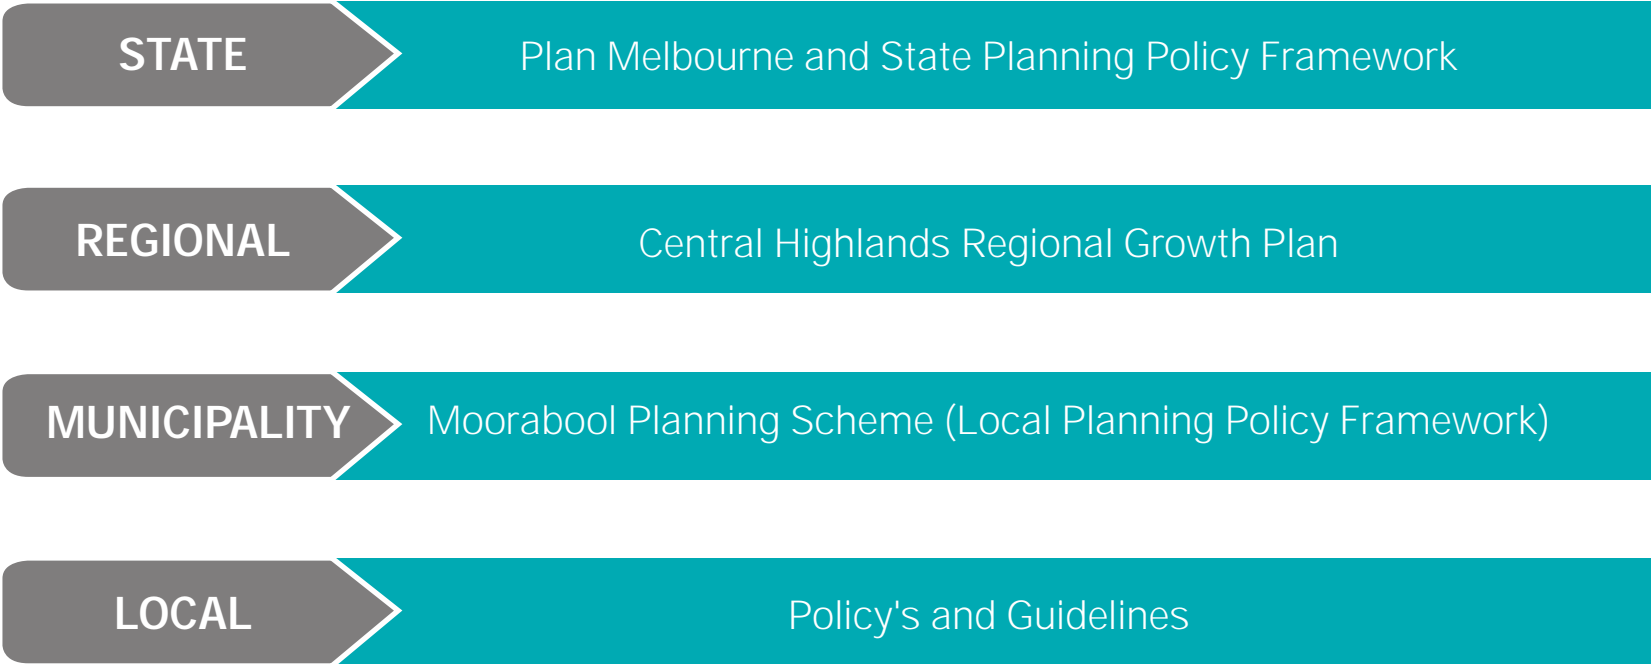 STATE
Plan Melbourne and State Planning Policy Framework
REGIONAL
Central Highlands Regional Growth Plan
MUNICIPALITY
Moorabool Planning Scheme (Local Planning Policy Framework)
LOCAL
Policy's and Guidelines